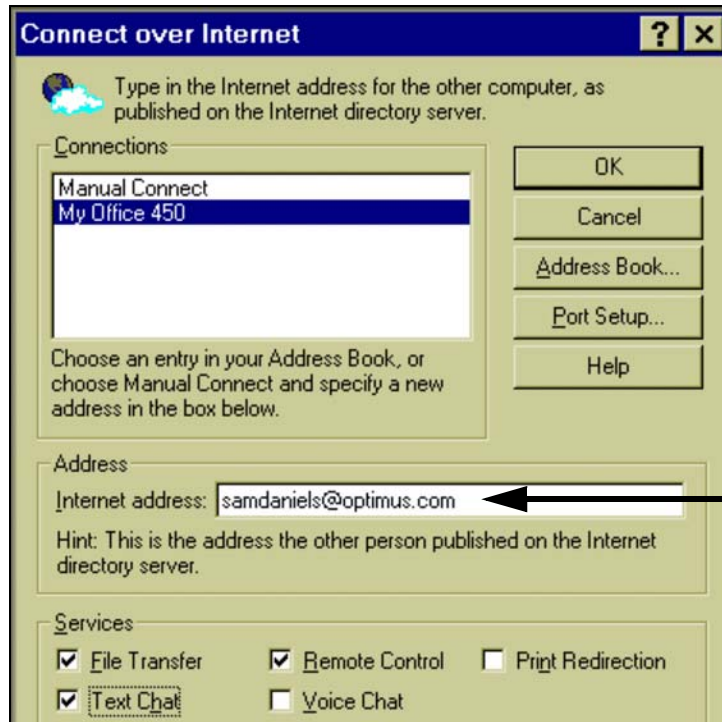 Connect over Internet
Type in the Internet address for the other computer, as
published on the Internet directory server.
Connections
Manual Connect
My Office 450
Choose an entry in your Address Book, or
choose Manual Connect and specify a new
address in the box below.
OK
Cancel
Address Book...
Port Setup...
Help
Address
Internet address: samdaniels@optimus.com
Hint: This is the address the other person published on the Internet
directory server.
Services
File Transfer Remote Control Print Redirection
Text Chat Voice Chat